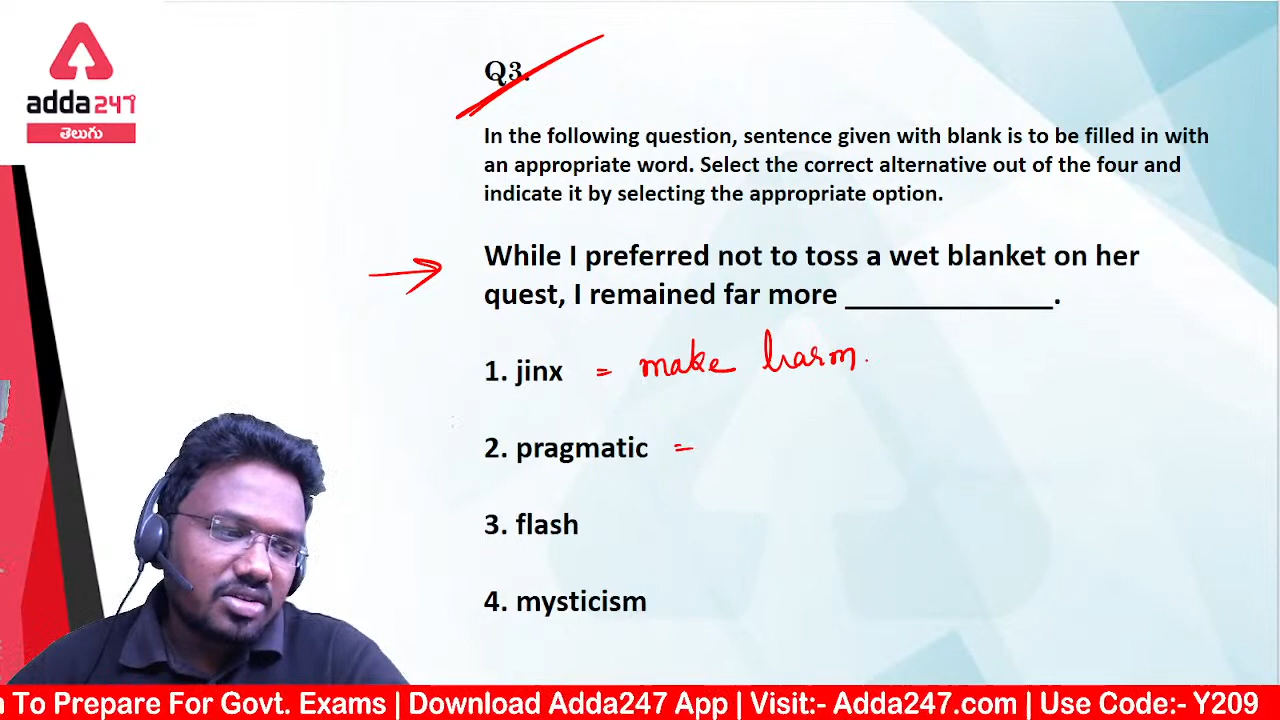 adda247
తెలుగు
Q3.
In the following question, sentence given with blank is to be filled in with
an appropriate word. Select the correct alternative out of the four and
indicate it by selecting the appropriate option.
While I preferred not to toss a wet blanket on her
quest, I remained far more ______________.
1. jinx = make harm.
2. pragmatic =
3. flash
4. mysticism
To Prepare For Govt. Exams | Download Adda247 App | Visit:- Adda247.com | Use Code:- Y209